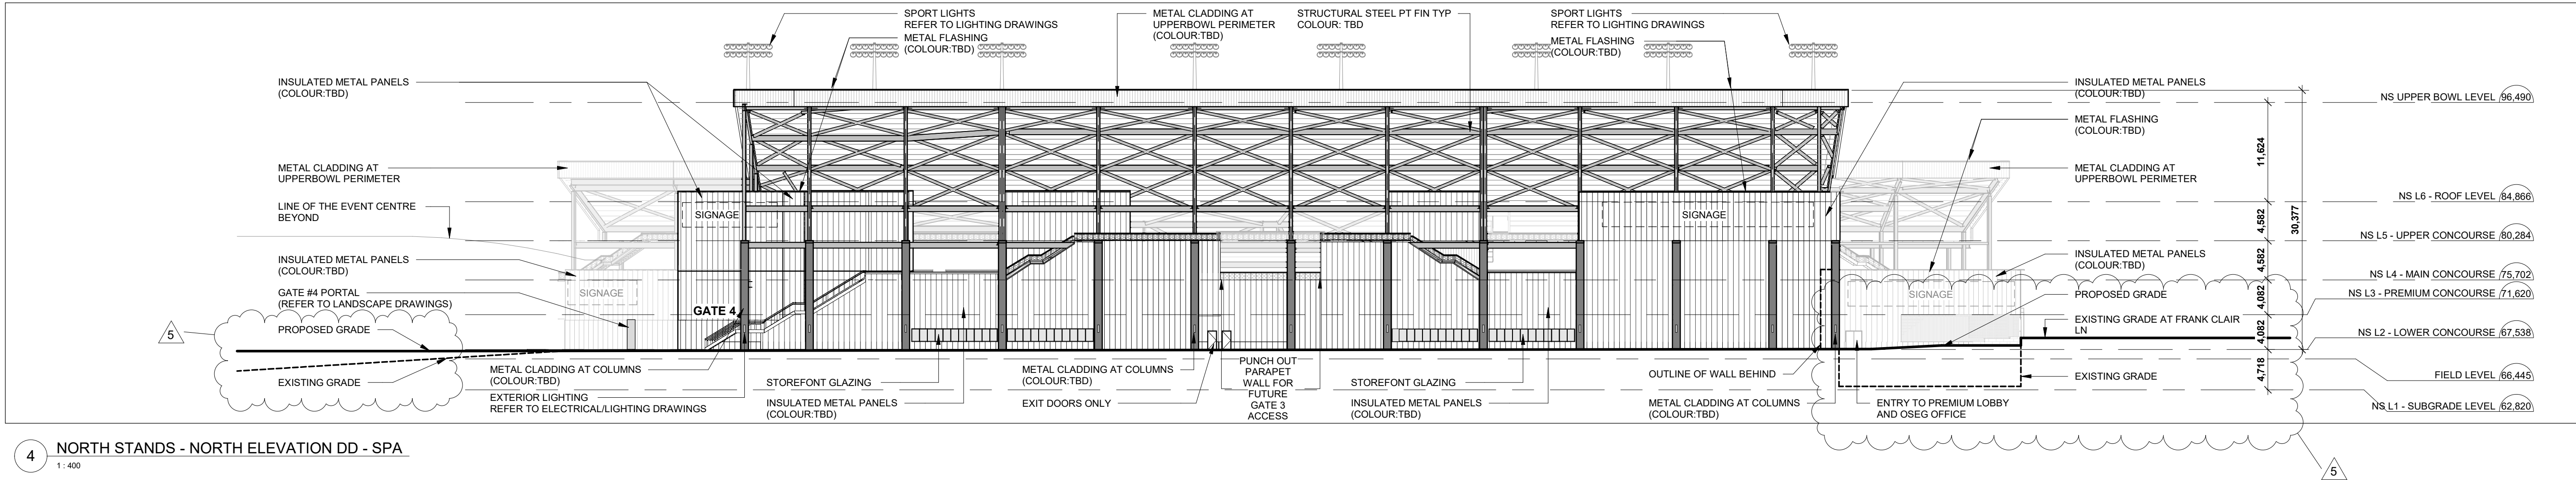 SPORT LIGHTS
REFER TO LIGHTING DRAWINGS
METAL FLASHING
(COLOUR:TBD)
METAL CLADDING AT
UPPERBOWL PERIMETER
(COLOUR:TBD)
STRUCTURAL STEEL PT FIN TYP
COLOUR: TBD
SPORT LIGHTS
REFER TO LIGHTING DRAWINGS
METAL FLASHING
(COLOUR:TBD)
INSULATED METAL PANELS
(COLOUR:TBD)
METAL CLADDING AT
UPPERBOWL PERIMETER
LINE OF THE EVENT CENTRE
BEYOND
INSULATED METAL PANELS
(COLOUR:TBD)
GATE #4 PORTAL
(REFER TO LANDSCAPE DRAWINGS)
PROPOSED GRADE
EXISTING GRADE
5
SIGNAGE
SIGNAGE
GATE 4
SIGNAGE
SIGNAGE
METAL CLADDING AT COLUMNS
(COLOUR:TBD)
EXTERIOR LIGHTING
REFER TO ELECTRICAL/LIGHTING DRAWINGS
STOREFONT GLAZING
INSULATED METAL PANELS
(COLOUR:TBD)
METAL CLADDING AT COLUMNS
(COLOUR:TBD)
EXIT DOORS ONLY
PUNCH OUT
PARAPET
WALL FOR
FUTURE
GATE 3
ACCESS
STOREFONT GLAZING
INSULATED METAL PANELS
(COLOUR:TBD)
OUTLINE OF WALL BEHIND
METAL CLADDING AT COLUMNS
(COLOUR:TBD)
ENTRY TO PREMIUM LOBBY
AND OSEG OFFICE
INSULATED METAL PANELS
(COLOUR:TBD)
METAL FLASHING
(COLOUR:TBD)
METAL CLADDING AT
UPPERBOWL PERIMETER
INSULATED METAL PANELS
(COLOUR:TBD)
PROPOSED GRADE
EXISTING GRADE AT FRANK CLAIR
LN
EXISTING GRADE
11,624
4,582
4,582
4,082
4,082
4,718
30,377
NS UPPER BOWL LEVEL 96,490
NS L6 - ROOF LEVEL 84,866
NS L5 - UPPER CONCOURSE 80,284
NS L4 - MAIN CONCOURSE 75,702
NS L3 - PREMIUM CONCOURSE 71,620
NS L2 - LOWER CONCOURSE 67,538
FIELD LEVEL 66,445
NS L1 - SUBGRADE LEVEL 62,820
5
4 NORTH STANDS - NORTH ELEVATION DD - SPA
1 : 400